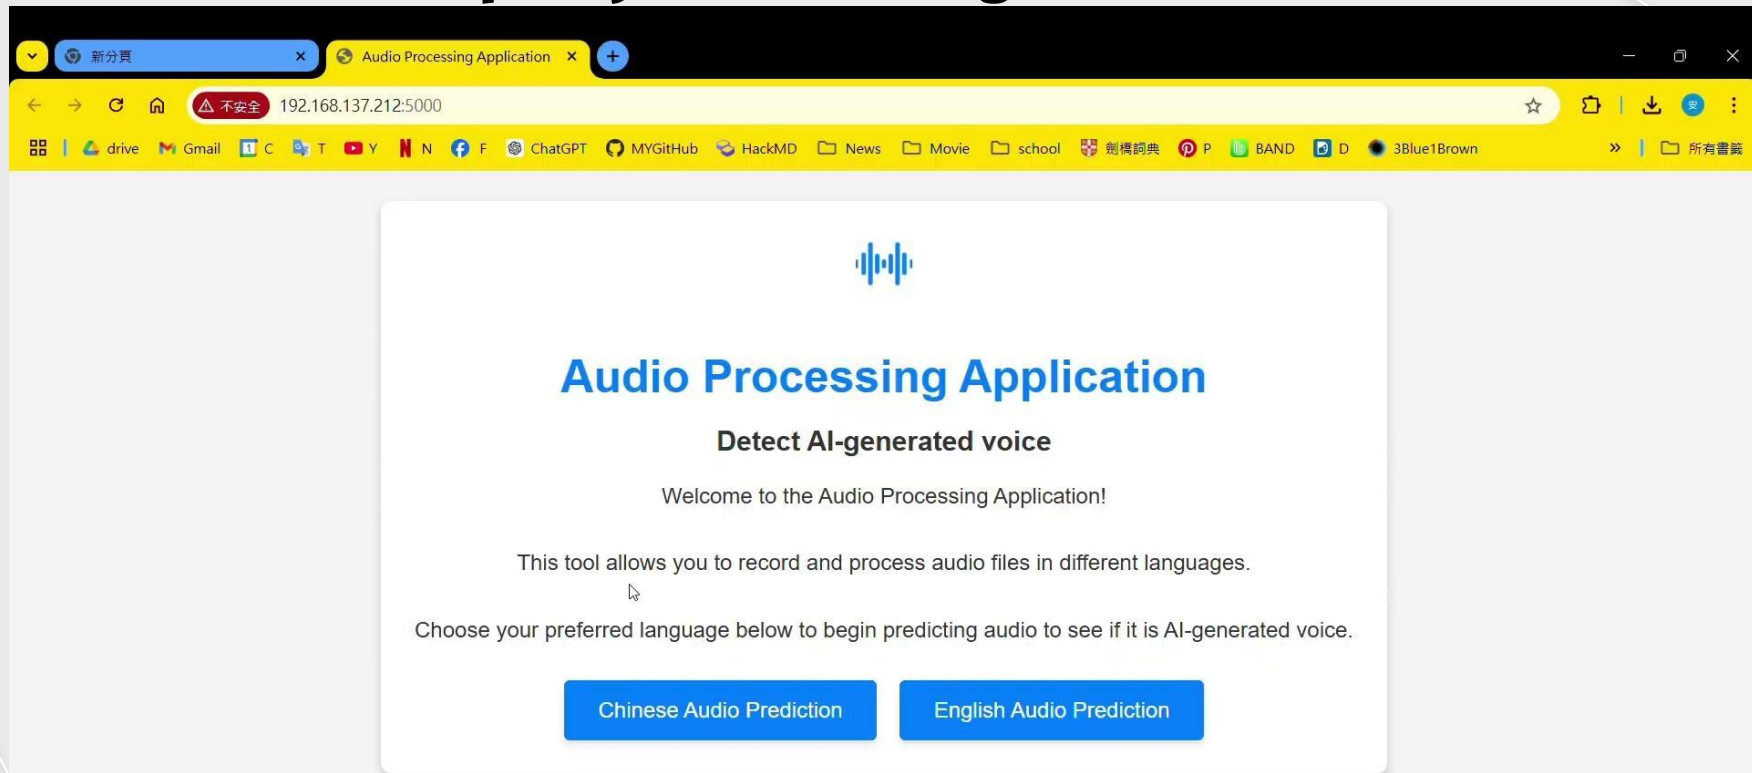 新分頁
Audio Processing Application
不安全 192.168.137.212:5000
安
drive Gmail C T Y N F ChatGPT MYGitHub HackMD News Movie school 劍橋詞典 P BAND D 3Blue1Brown » 所有書籤
Audio Processing Application
Detect AI-generated voice
Welcome to the Audio Processing Application!
This tool allows you to record and process audio files in different languages.
Choose your preferred language below to begin predicting audio to see if it is AI-generated voice.
Chinese Audio Prediction
English Audio Prediction